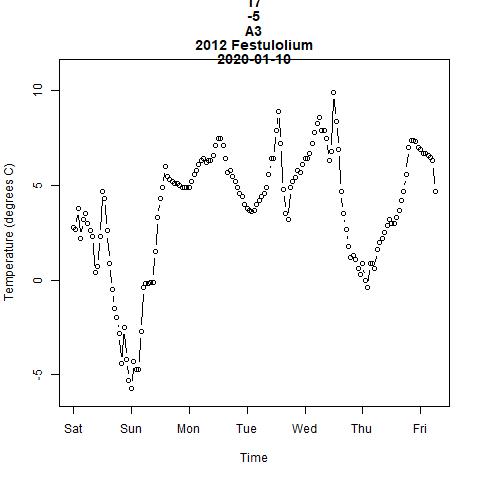 17
-5
A3
2012 Festulolium
2020-01-10
Temperature (degrees C)
10
5
0
-5
Sat Sun Mon Tue Wed Thu Fri
Time